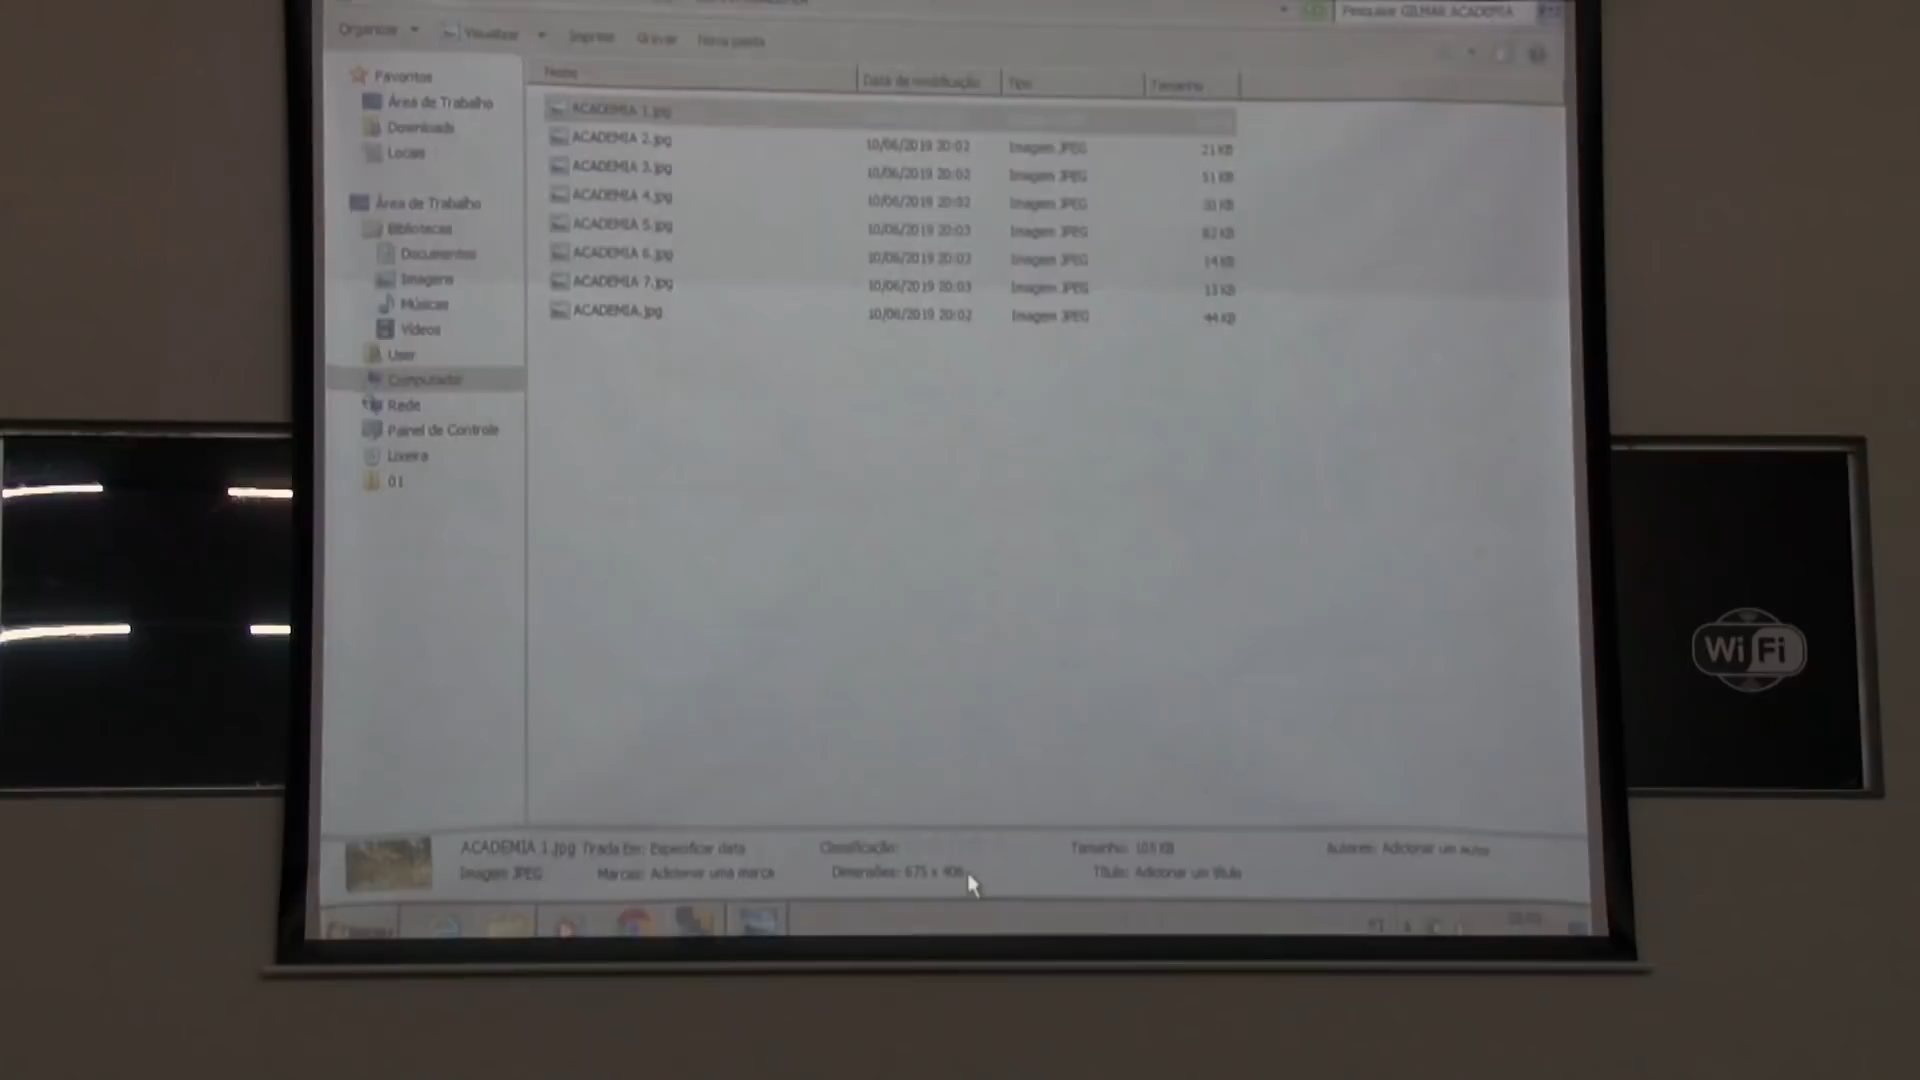 Pesquisar GILMAR ACADEMIA
Organizar Visualizar Imprimir Gravar Nova pasta
Nome Data de modificação Tipo Tamanho
Favoritos
Área de Trabalho
Downloads
Locais
Área de Trabalho
Bibliotecas
Documentos
Imagens
Músicas
Vídeos
User
Computador
Rede
Painel de Controle
Lixeira
01
ACADEMIA 1.jpg
ACADEMIA 2.jpg 10/06/2019 20:02 Imagem JPEG 21 KB
ACADEMIA 3.jpg 10/06/2019 20:02 Imagem JPEG 51 KB
ACADEMIA 4.jpg 10/06/2019 20:02 Imagem JPEG KB
ACADEMIA 5.jpg 10/06/2019 20:03 Imagem JPEG KB
ACADEMIA 6.jpg 10/06/2019 20:03 Imagem JPEG 14 KB
ACADEMIA 7.jpg 10/06/2019 20:03 Imagem JPEG 13 KB
ACADEMIA.jpg 10/06/2019 20:02 Imagem JPEG 44 KB
ACADEMIA 1.jpg Tirada Em: Especificar data Classificação: Tamanho: 105 KB Autores: Adicionar um autor
Imagem JPEG Marcas: Adicionar uma marca Dimensões: 675 x 406 Título: Adicionar um título
PT
Wi Fi